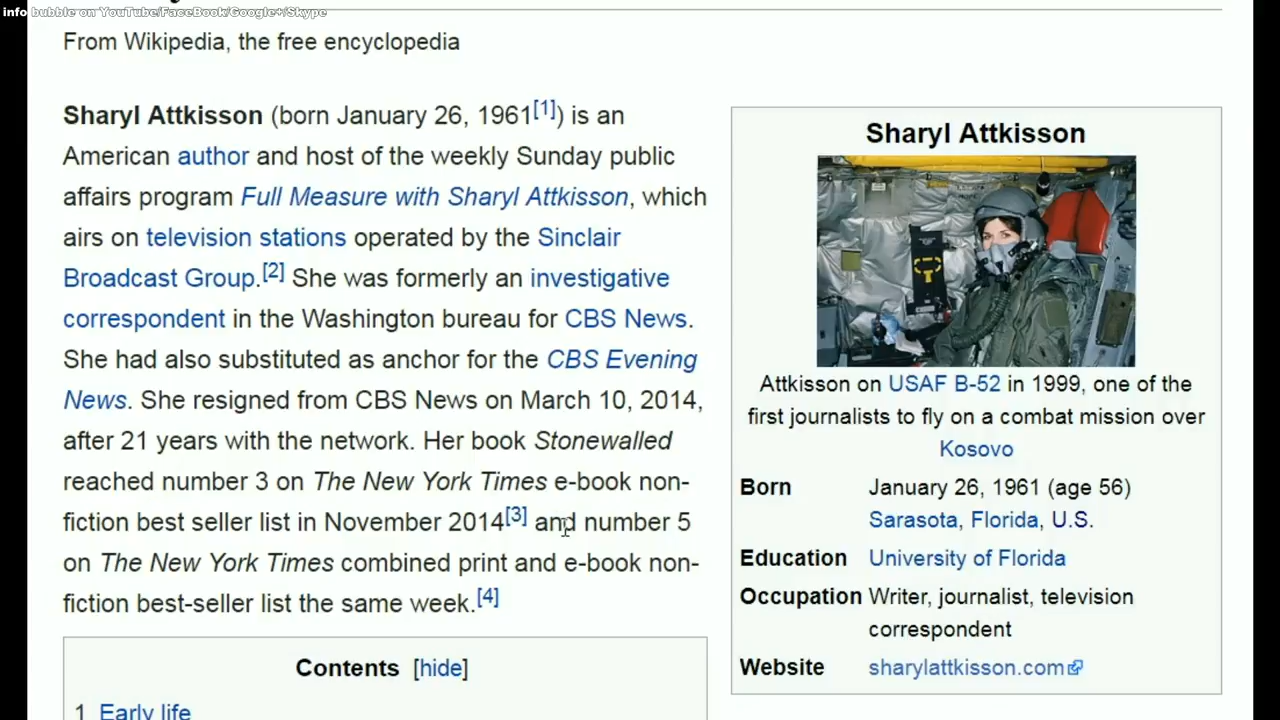 info bubble on YouTube/FaceBook/Google+/Skype
From Wikipedia, the free encyclopedia
Sharyl Attkisson (born January 26, 1961[1]) is an
American author and host of the weekly Sunday public
affairs program Full Measure with Sharyl Attkisson, which
airs on television stations operated by the Sinclair
Broadcast Group.[2] She was formerly an investigative
correspondent in the Washington bureau for CBS News.
She had also substituted as anchor for the CBS Evening
News. She resigned from CBS News on March 10, 2014,
after 21 years with the network. Her book Stonewalled
reached number 3 on The New York Times e-book non-
fiction best seller list in November 2014[3] and number 5
on The New York Times combined print and e-book non-
fiction best-seller list the same week.[4]
Contents [hide]
1 Early life
Sharyl Attkisson
Attkisson on USAF B-52 in 1999, one of the
first journalists to fly on a combat mission over
Kosovo
Born January 26, 1961 (age 56)
Sarasota, Florida, U.S.
Education University of Florida
Occupation Writer, journalist, television
correspondent
Website sharylattkisson.com